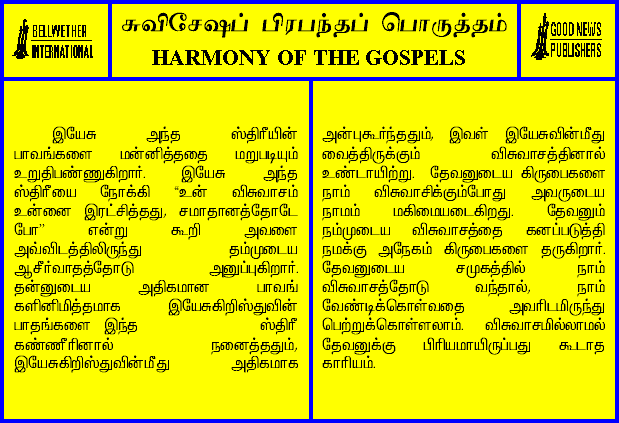 BELLWETHER
INTERNATIONAL
சுவிசேஷப் பிரபந்தப் பொருத்தம்
HARMONY OF THE GOSPELS
GOOD NEWS
PUBLISHERS
இயேசு அந்த ஸ்திரீயின்
பாவங்களை மன்னித்ததை மறுபடியும்
உறுதிபண்ணுகிறார். இயேசு அந்த
ஸ்திரீயை நோக்கி “உன் விசுவாசம்
உன்னை இரட்சித்தது, சமாதானத்தோடே
போ” என்று கூறி அவளை
அவ்விடத்திலிருந்து தம்முடைய
ஆசீர்வாதத்தோடு அனுப்புகிறார்.
தன்னுடைய அதிகமான பாவங்
களினிமித்தமாக இயேசுகிறிஸ்துவின்
பாதங்களை இந்த ஸ்திரீ
கண்ணீரினால் நனைத்ததும்,
இயேசுகிறிஸ்துவின்மீது அதிகமாக
அன்புகூர்ந்ததும், இவள் இயேசுவின்மீது
வைத்திருக்கும் விசுவாசத்தினால்
உண்டாயிற்று. தேவனுடைய கிருபைகளை
நாம் விசுவாசிக்கும்போது அவருடைய
நாமம் மகிமையடைகிறது. தேவனும்
நம்முடைய விசுவாசத்தை கனப்படுத்தி
நமக்கு அநேகம் கிருபைகளை தருகிறார்.
தேவனுடைய சமுகத்தில் நாம்
விசுவாசத்தோடு வந்தால், நாம்
வேண்டிக்கொள்வதை அவரிடமிருந்து
பெற்றுக்கொள்ளலாம். விசுவாசமில்லாமல்
தேவனுக்கு பிரியமாயிருப்பது கூடாத
காரியம்.